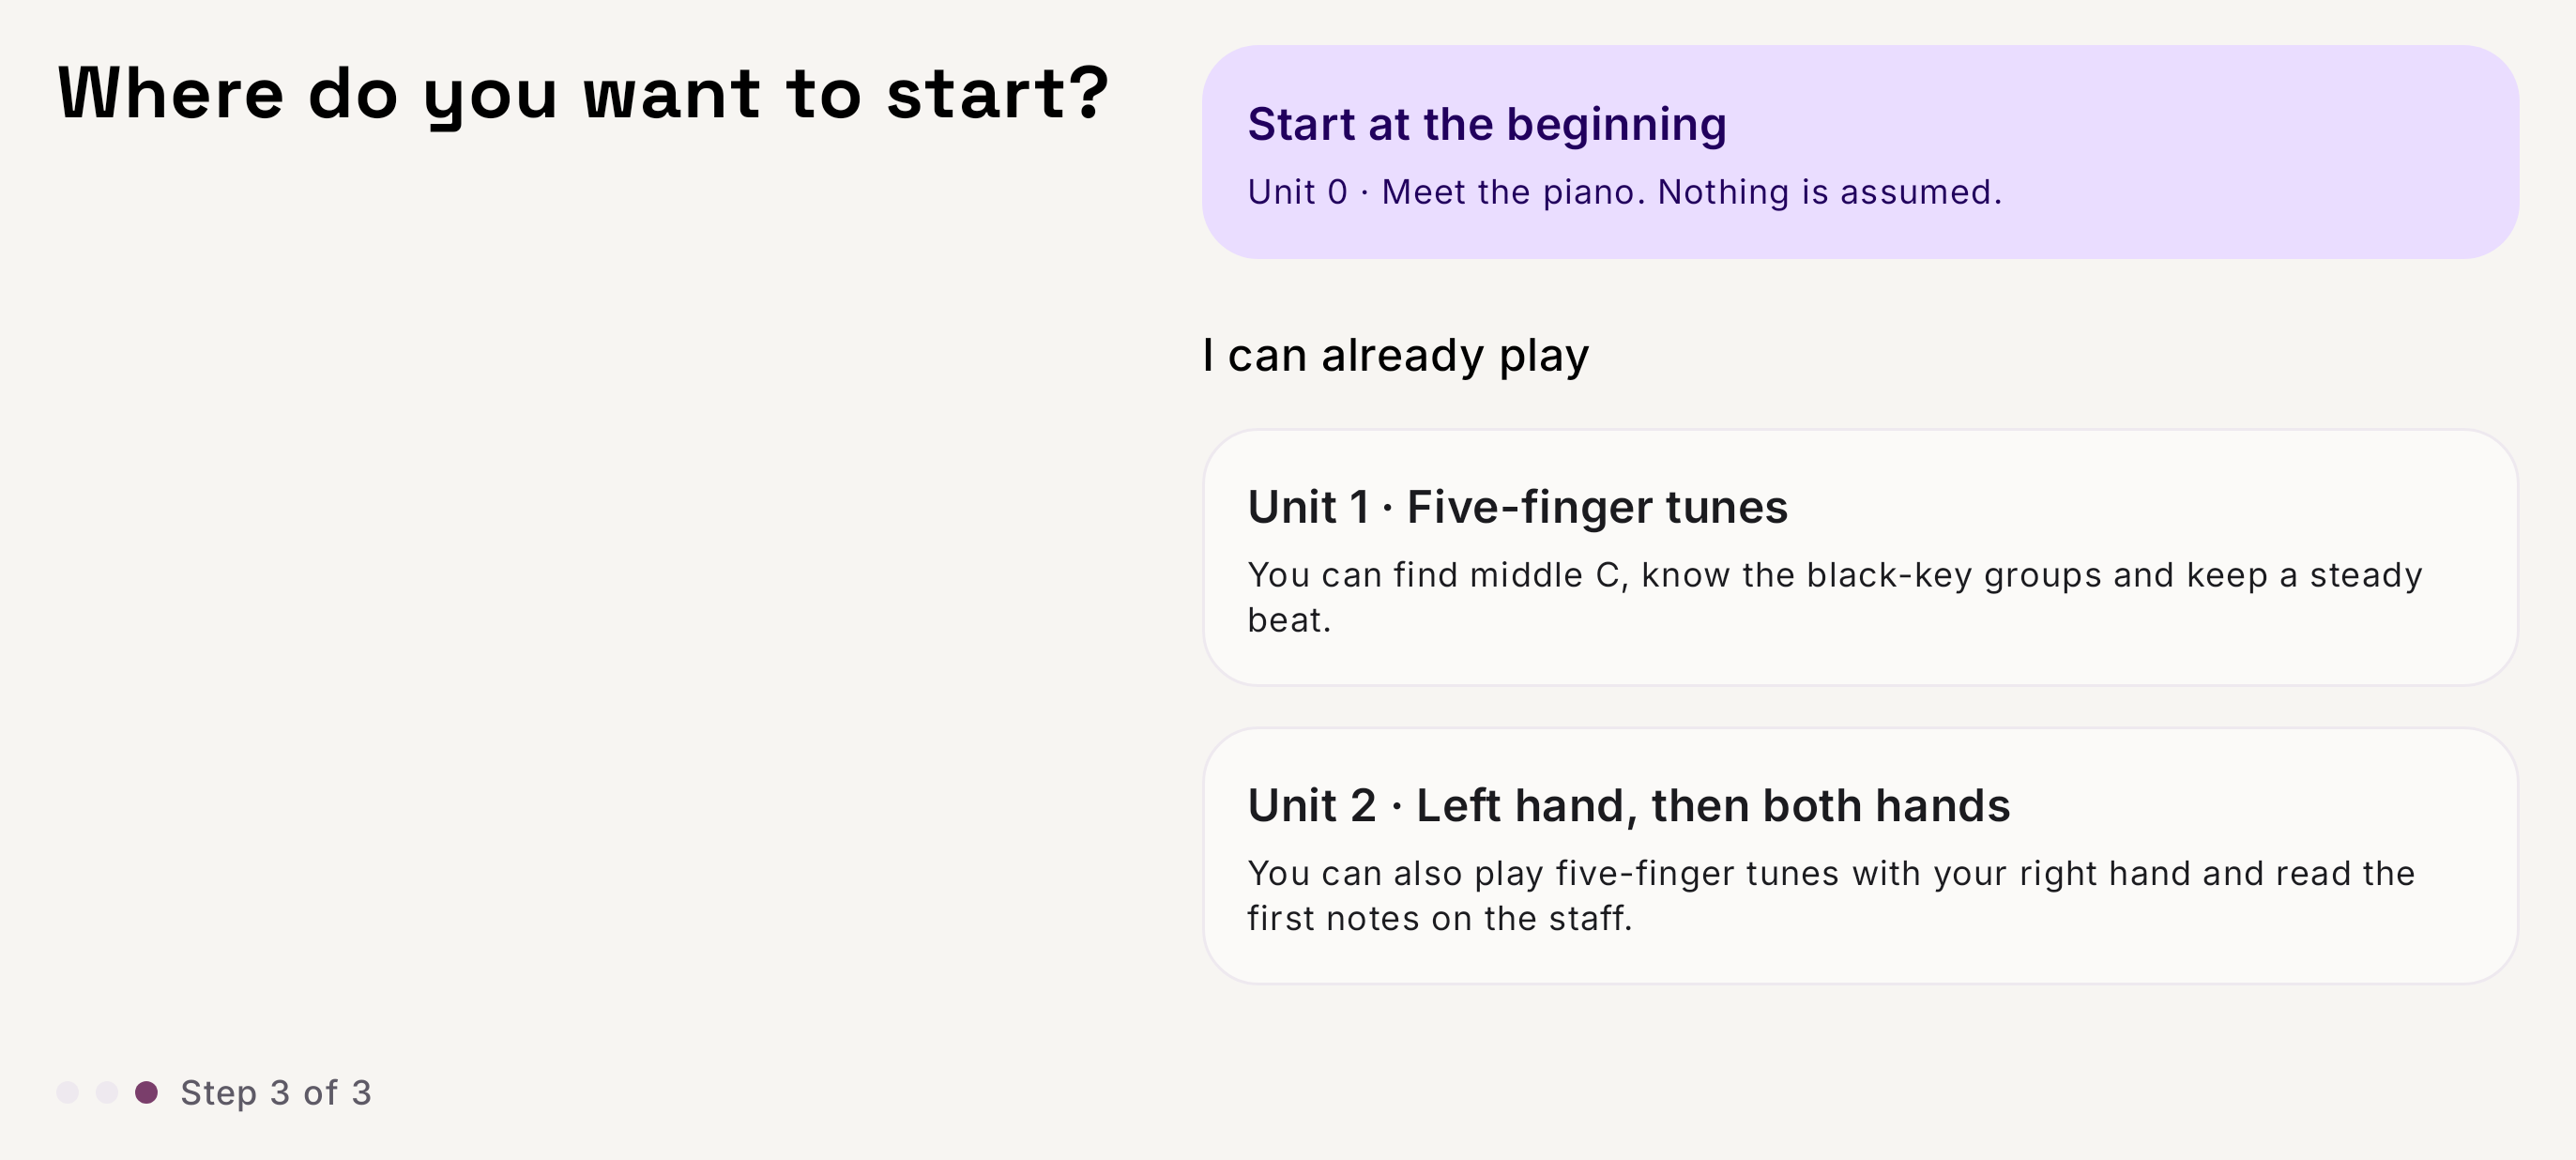 Where do you want to start?
Start at the beginning
Unit 0 · Meet the piano. Nothing is assumed.
I can already play
Unit 1 · Five-finger tunes
You can find middle C, know the black-key groups and keep a steady
beat.
Unit 2 · Left hand, then both hands
You can also play five-finger tunes with your right hand and read the
first notes on the staff.
Step 3 of 3